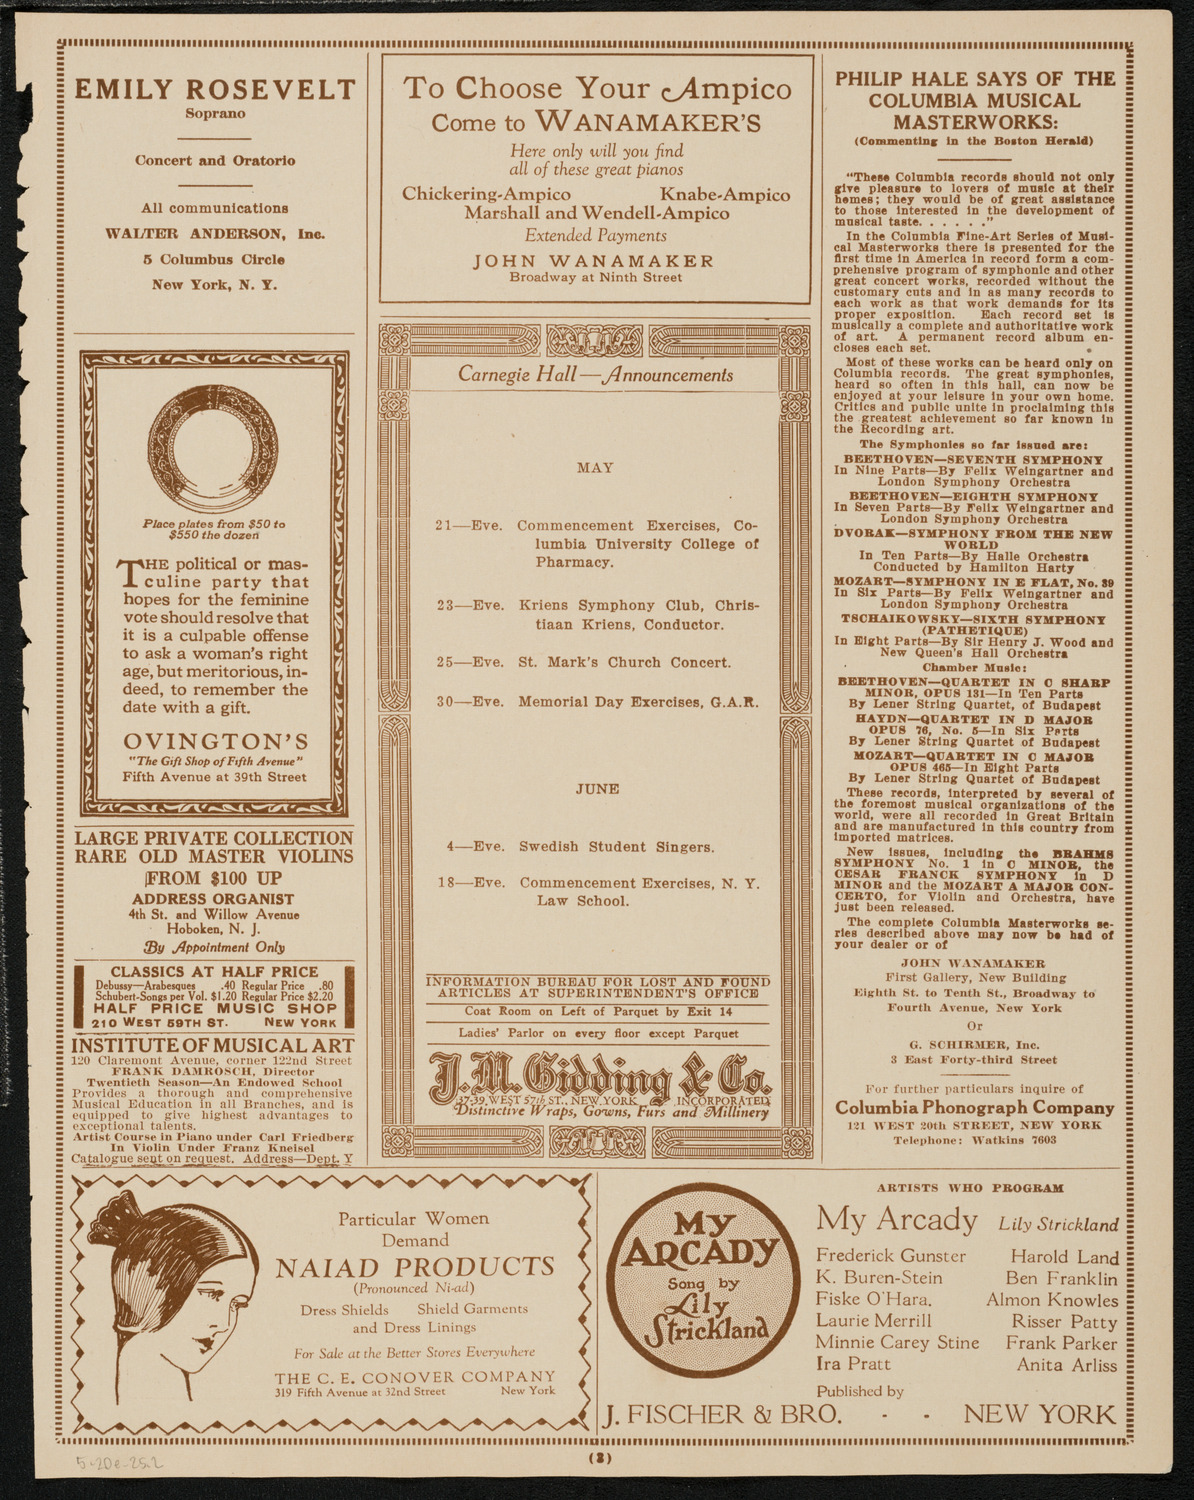 EMILY ROSEVELT
Soprano
Concert and Oratorio
All communications
WALTER ANDERSON, Inc.
5 Columbus Circle
New York, N. Y.
Place plates from $50 to
$550 the dozen
THE political or mas-
culine party that
hopes for the feminine
vote should resolve that
it is a culpable offense
to ask a woman's right
age, but meritorious, in-
deed, to remember the
date with a gift.
OVINGTON'S
"The Gift Shop of Fifth Avenue"
Fifth Avenue at 39th Street
LARGE PRIVATE COLLECTION
RARE OLD MASTER VIOLINS
FROM $100 UP
ADDRESS ORGANIST
4th St. and Willow Avenue
Hoboken, N. J.
By Appointment Only
CLASSICS AT HALF PRICE
Debussy—Arabesques .40 Regular Price .80
Schubert-Songs per Vol. $1.20 Regular Price $2.20
HALF PRICE MUSIC SHOP
210 WEST 59TH ST. NEW YORK
INSTITUTE OF MUSICAL ART
120 Claremont Avenue, corner 122nd Street
FRANK DAMROSCH, Director
Twentieth Season—An Endowed School
Provides a thorough and comprehensive
Musical Education in all Branches, and is
equipped to give highest advantages to
exceptional talents.
Artist Course in Piano under Carl Friedberg
In Violin Under Franz Kneisel
Catalogue sent on request. Address—Dept. Y
To Choose Your Ampico
Come to WANAMAKER'S
Here only will you find
all of these great pianos
Chickering-Ampico Knabe-Ampico
Marshall and Wendell-Ampico
Extended Payments
JOHN WANAMAKER
Broadway at Ninth Street
Carnegie Hall—Announcements
MAY
21—Eve. Commencement Exercises, Co-
lumbia University College of
Pharmacy.
23—Eve. Kriens Symphony Club, Chris-
tiaan Kriens, Conductor.
25—Eve. St. Mark's Church Concert.
30—Eve. Memorial Day Exercises, G.A.R.
JUNE
4—Eve. Swedish Student Singers.
18—Eve. Commencement Exercises, N. Y.
Law School.
INFORMATION BUREAU FOR LOST AND FOUND
ARTICLES AT SUPERINTENDENT'S OFFICE
Coat Room on Left of Parquet by Exit 14
Ladies' Parlor on every floor except Parquet
J. M. Gidding & Co.
37-39, WEST 57th ST., NEW YORK INCORPORATED
Distinctive Wraps, Gowns, Furs and Millinery
PHILIP HALE SAYS OF THE
COLUMBIA MUSICAL
MASTERWORKS:
(Commenting in the Boston Herald)
"These Columbia records should not only
give pleasure to lovers of music at their
homes; they would be of great assistance
to those interested in the development of
musical taste. . . . . ."
In the Columbia Fine-Art Series of Musi-
cal Masterworks there is presented for the
first time in America in record form a com-
prehensive program of symphonic and other
great concert works, recorded without the
customary cuts and in as many records to
each work as that work demands for its
proper exposition. Each record set is
musically a complete and authoritative work
of art. A permanent record album en-
closes each set.
Most of these works can be heard only on
Columbia records. The great symphonies,
heard so often in this hall, can now be
enjoyed at your leisure in your own home.
Critics and public unite in proclaiming this
the greatest achievement so far known in
the Recording art.
The Symphonies so far issued are:
BEETHOVEN—SEVENTH SYMPHONY
In Nine Parts—By Felix Weingartner and
London Symphony Orchestra
BEETHOVEN—EIGHTH SYMPHONY
In Seven Parts—By Felix Weingartner and
London Symphony Orchestra
DVORAK—SYMPHONY FROM THE NEW
WORLD
In Ten Parts—By Halle Orchestra
Conducted by Hamilton Harty
MOZART—SYMPHONY IN E FLAT, No. 39
In Six Parts—By Felix Weingartner and
London Symphony Orchestra
TSCHAIKOWSKY—SIXTH SYMPHONY
(PATHETIQUE)
In Eight Parts—By Sir Henry J. Wood and
New Queen's Hall Orchestra
Chamber Music:
BEETHOVEN—QUARTET IN C SHARP
MINOR, OPUS 131—In Ten Parts
By Lener String Quartet, of Budapest
HAYDN—QUARTET IN D MAJOR
OPUS 76, No. 5—In Six Parts
By Lener String Quartet of Budapest
MOZART—QUARTET IN C MAJOR
OPUS 465—In Eight Parts
By Lener String Quartet of Budapest
These records, interpreted by several of
the foremost musical organizations of the
world, were all recorded in Great Britain
and are manufactured in this country from
imported matrices.
New issues, including the BRAHMS
SYMPHONY No. 1 in C MINOR, the
CESAR FRANCK SYMPHONY in D
MINOR and the MOZART A MAJOR CON-
CERTO, for Violin and Orchestra, have
just been released.
The complete Columbia Masterworks se-
ries described above may now be had of
your dealer or of
JOHN WANAMAKER
First Gallery, New Building
Eighth St. to Tenth St., Broadway to
Fourth Avenue, New York
Or
G. SCHIRMER, Inc.
3 East Forty-third Street
For further particulars inquire of
Columbia Phonograph Company
121 WEST 20th STREET, NEW YORK
Telephone: Watkins 7603
Particular Women
Demand
NAIAD PRODUCTS
(Pronounced Ni-ad)
Dress Shields Shield Garments
and Dress Linings
For Sale at the Better Stores Everywhere
THE C. E. CONOVER COMPANY
319 Fifth Avenue at 32nd Street New York
My
ARCADY
Song by
Lily
Strickland
ARTISTS WHO PROGRAM
My Arcady Lily Strickland
Frederick Gunster Harold Land
K. Buren-Stein Ben Franklin
Fiske O'Hara. Almon Knowles
Laurie Merrill Risser Patty
Minnie Carey Stine Frank Parker
Ira Pratt Anita Arliss
Published by
J. FISCHER & BRO. - - NEW YORK
(2)
5-20e-25.2